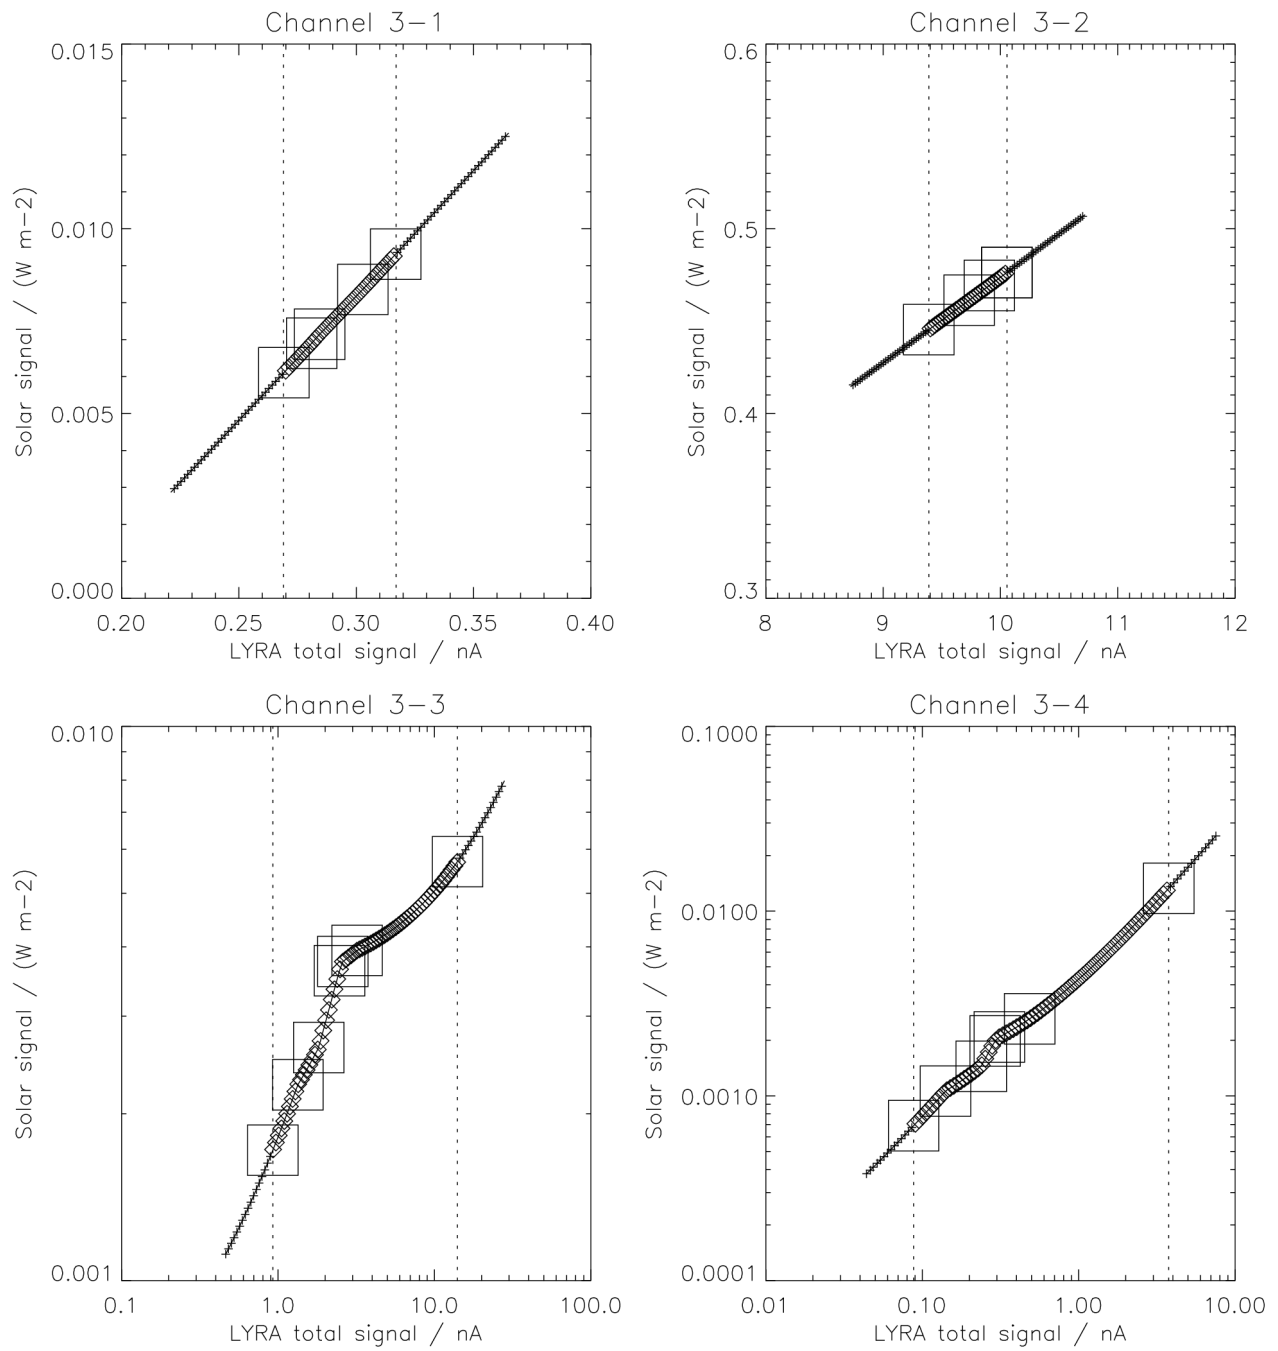 Channel 3-1
0.015
0.010
0.005
0.000
Solar signal / (W m-2)
0.20 0.25 0.30 0.35 0.40
LYRA total signal / nA
Channel 3-2
0.6
0.5
0.4
0.3
Solar signal / (W m-2)
8 9 10 11 12
LYRA total signal / nA
Channel 3-3
0.010
0.001
Solar signal / (W m-2)
0.1 1.0 10.0 100.0
LYRA total signal / nA
Channel 3-4
0.1000
0.0100
0.0010
0.0001
Solar signal / (W m-2)
0.01 0.10 1.00 10.00
LYRA total signal / nA